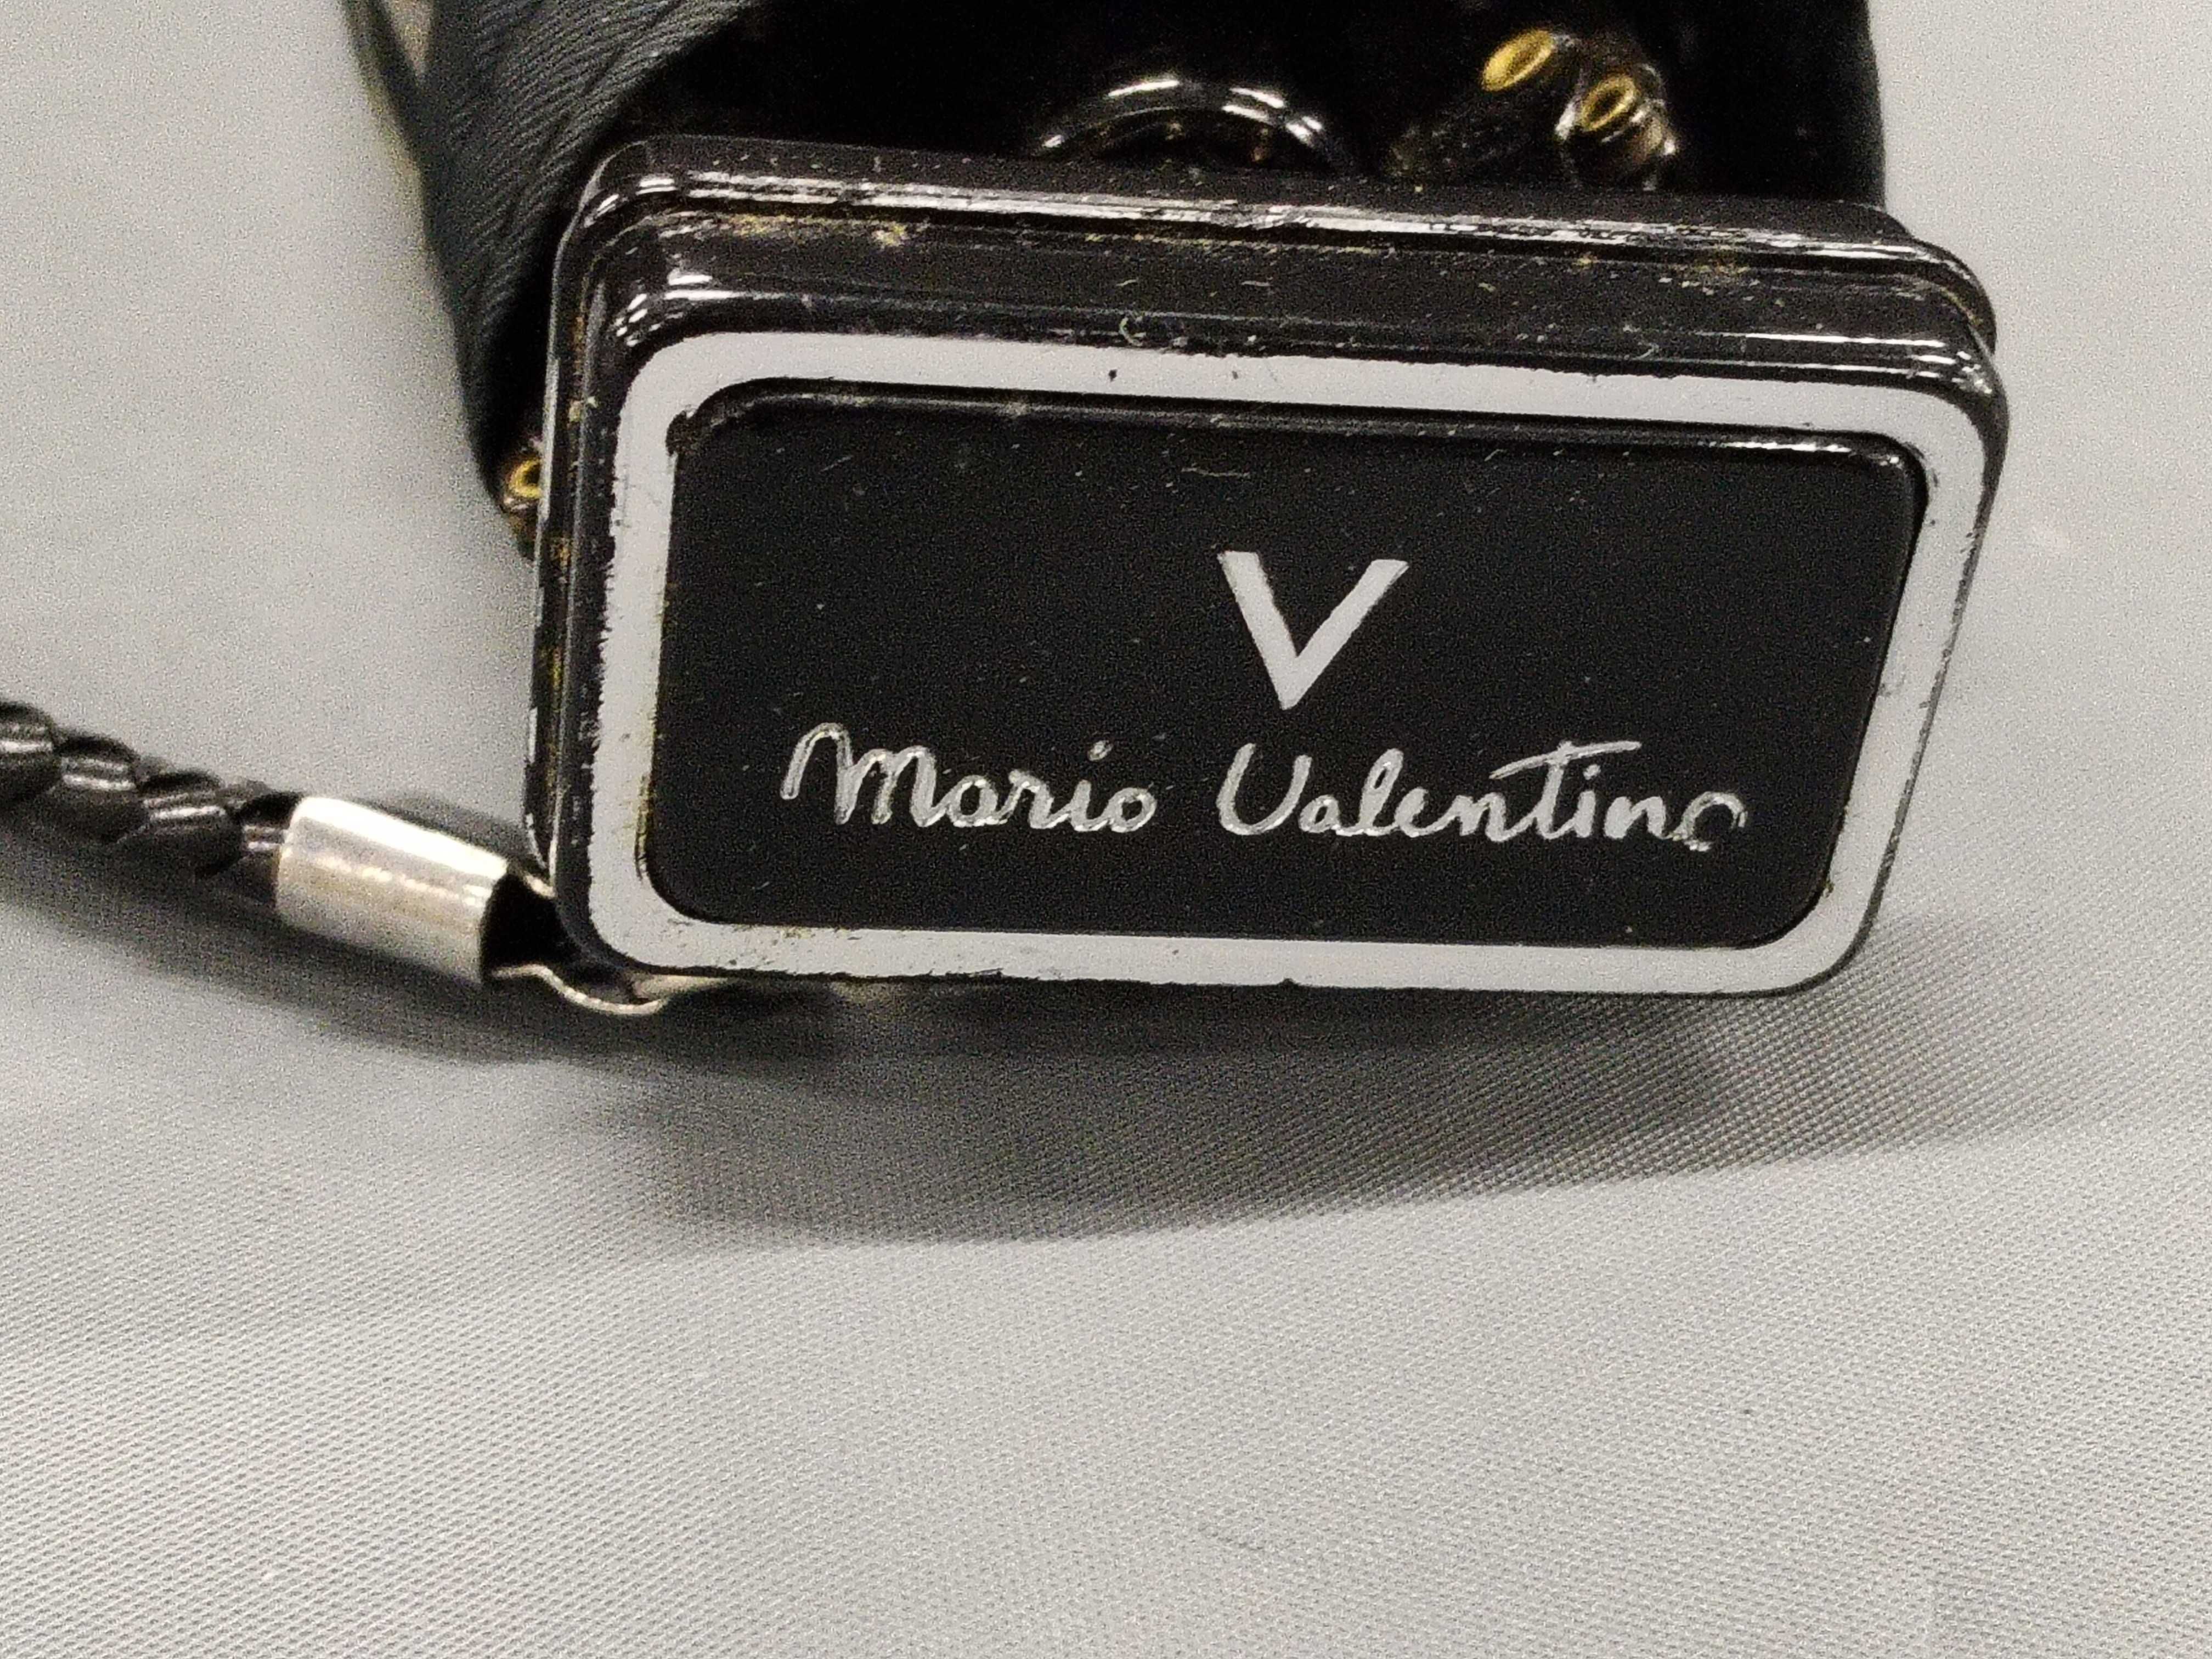 V
Mario Valentino